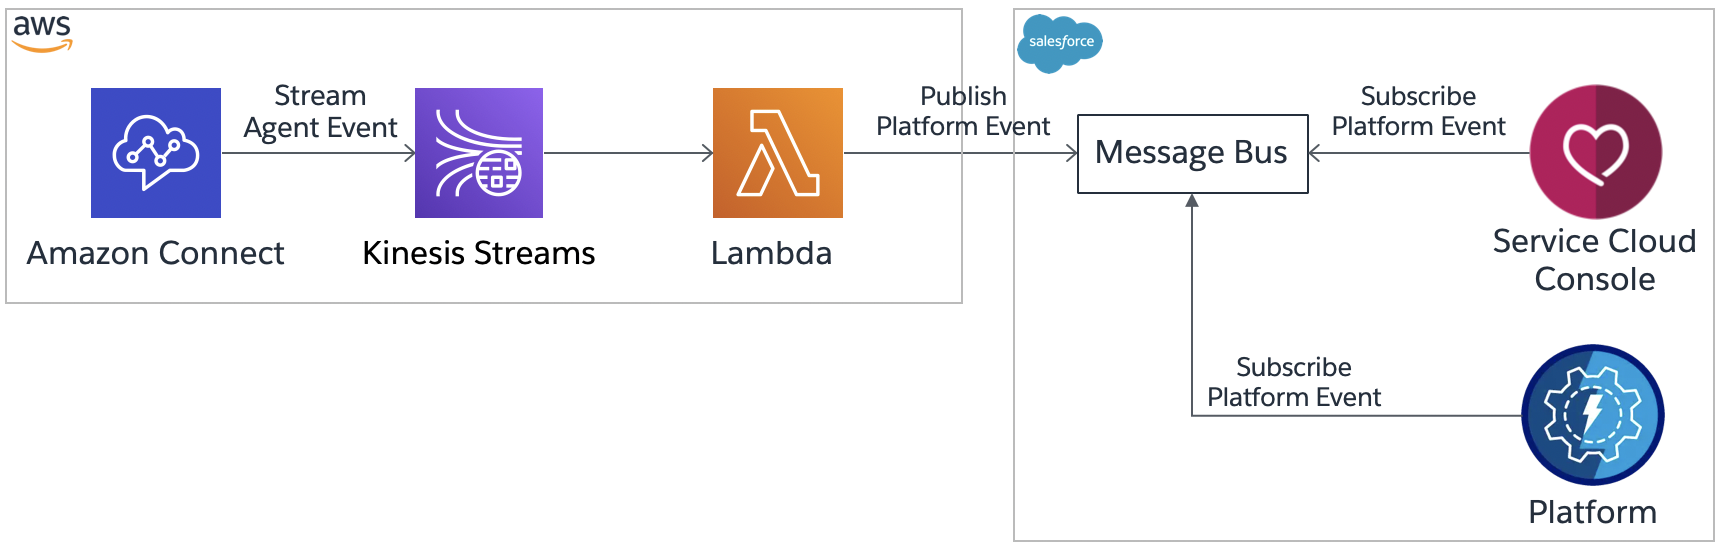 aws
Stream
Agent Event
Amazon Connect
Kinesis Streams
Lambda
Publish
Platform Event
salesforce
Message Bus
Subscribe
Platform Event
Service Cloud
Console
Subscribe
Platform Event
Platform